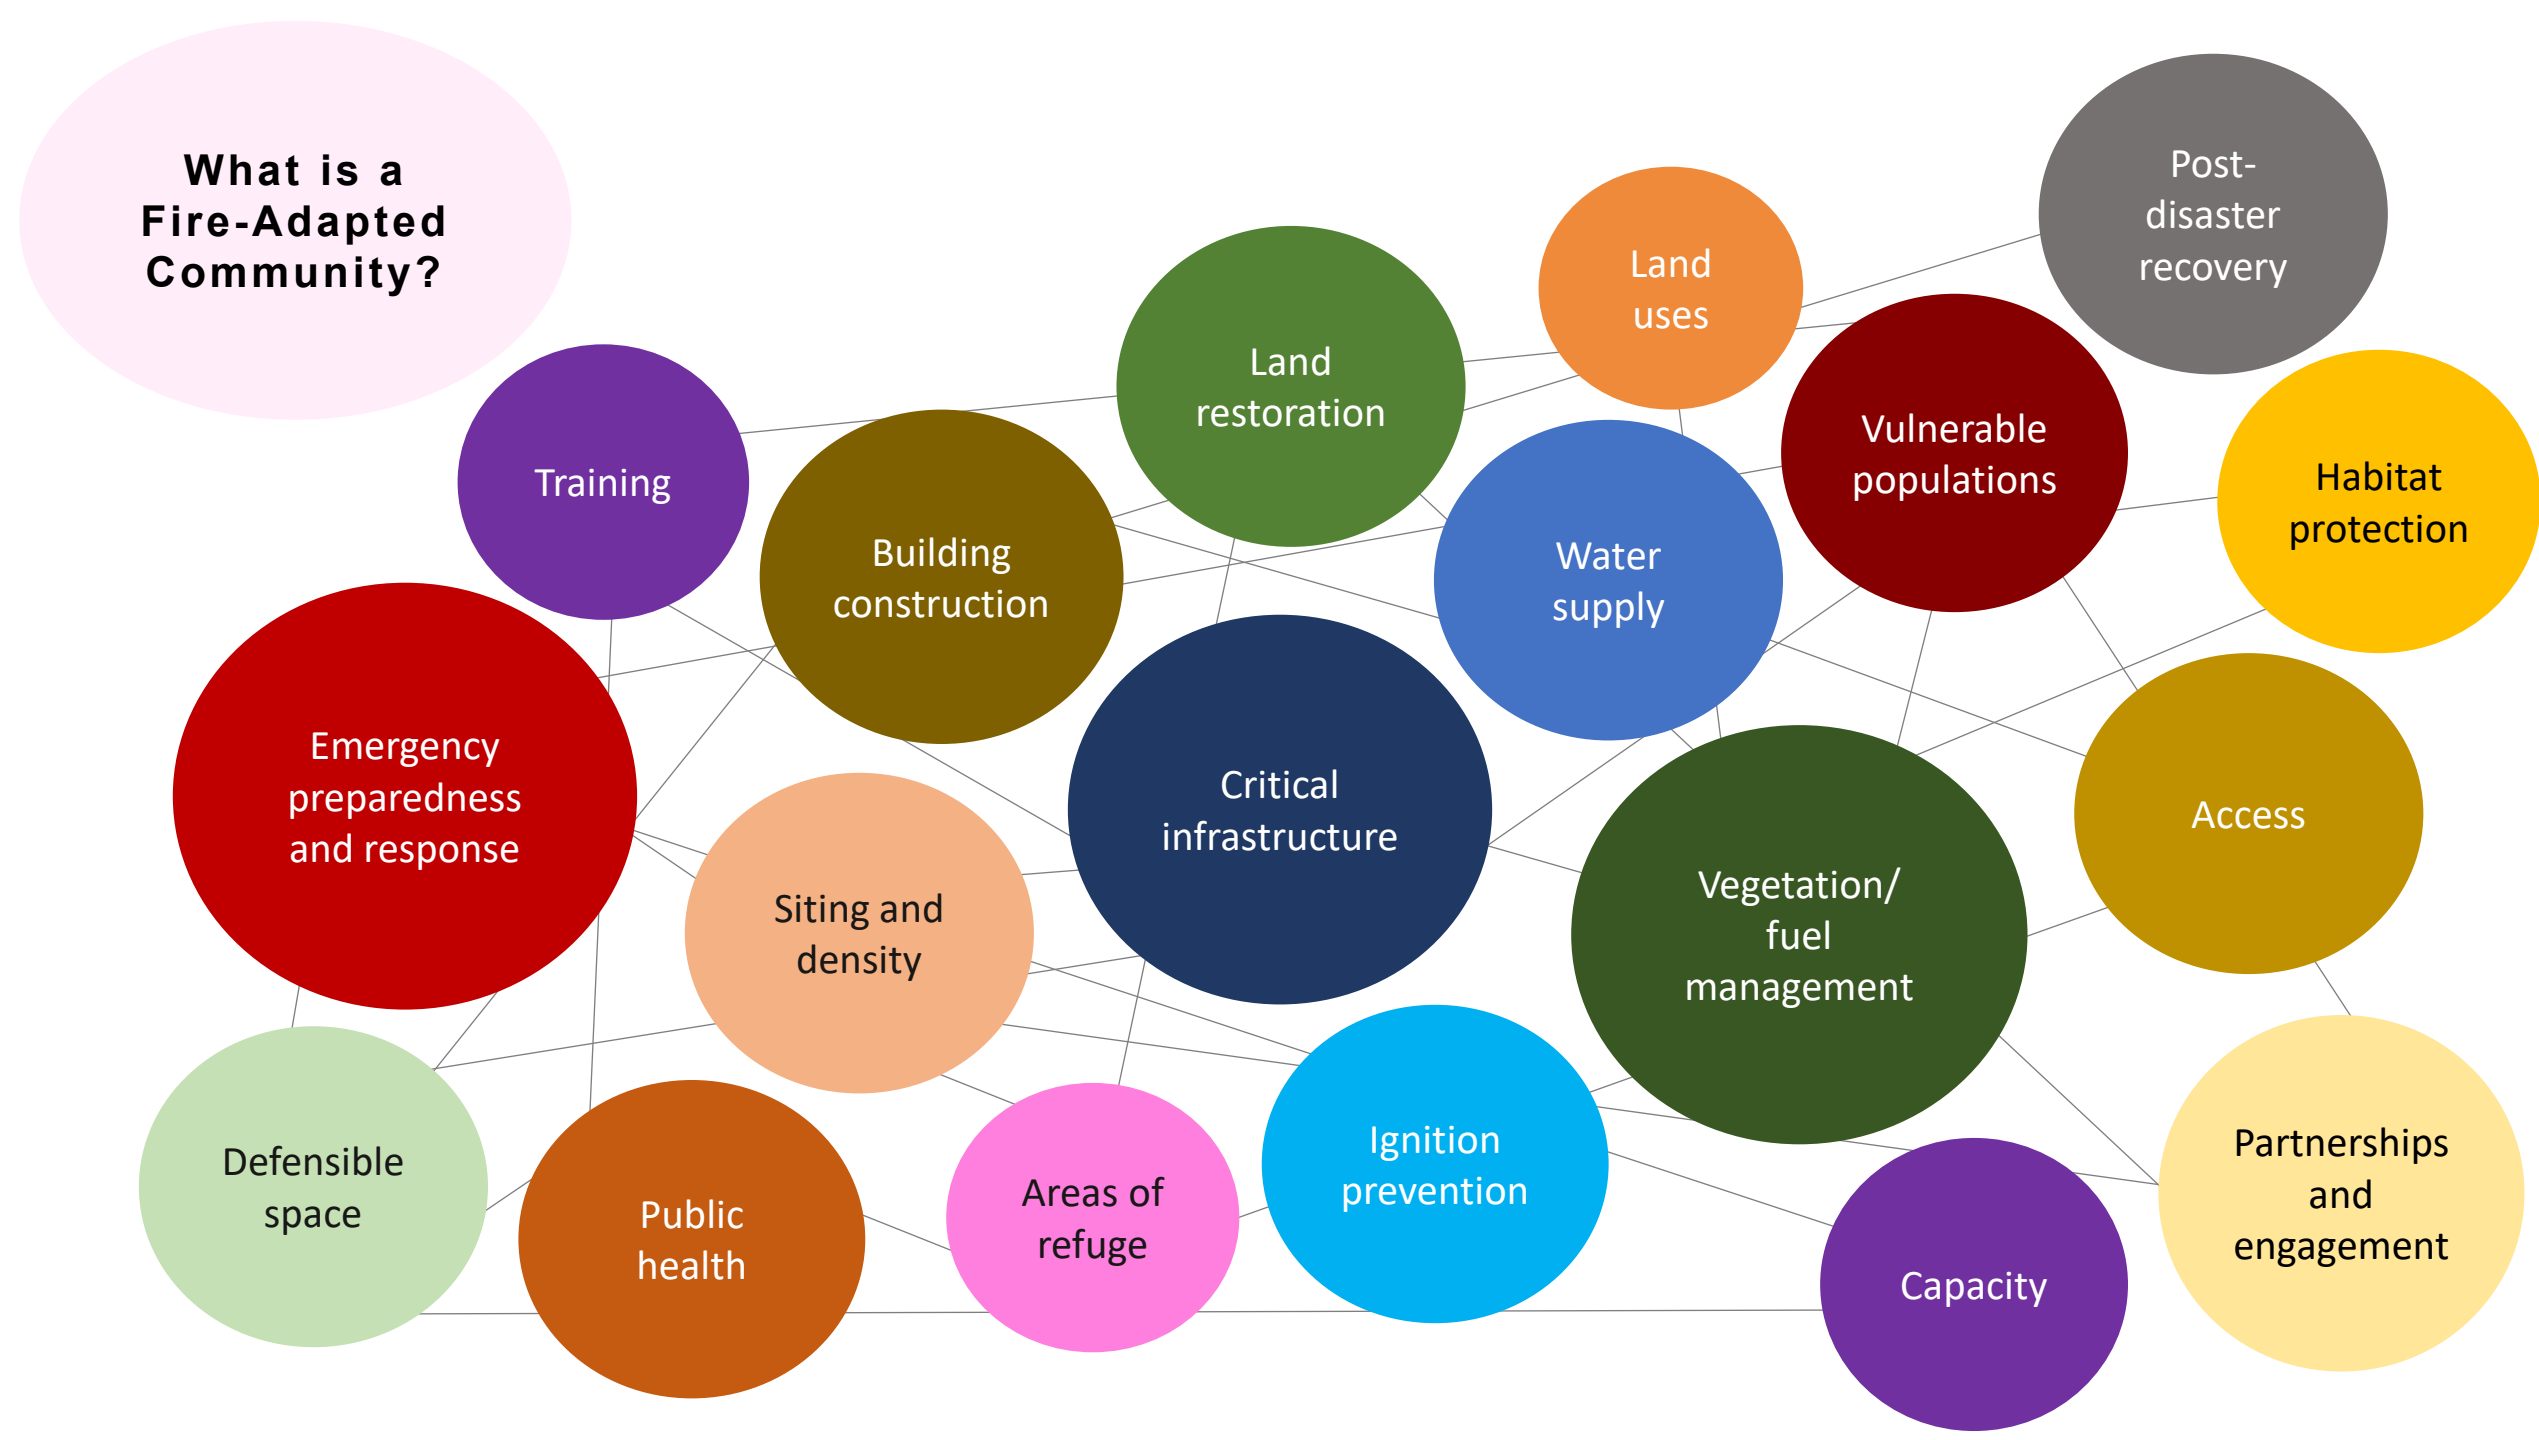 What is a
Fire-Adapted
Community?
Post-
disaster
recovery
Land
uses
Land
restoration
Vulnerable
populations
Habitat
protection
Training
Building
construction
Water
supply
Emergency
preparedness
and response
Critical
infrastructure
Access
Siting and
density
Vegetation/
fuel
management
Defensible
space
Public
health
Areas of
refuge
Ignition
prevention
Capacity
Partnerships
and
engagement